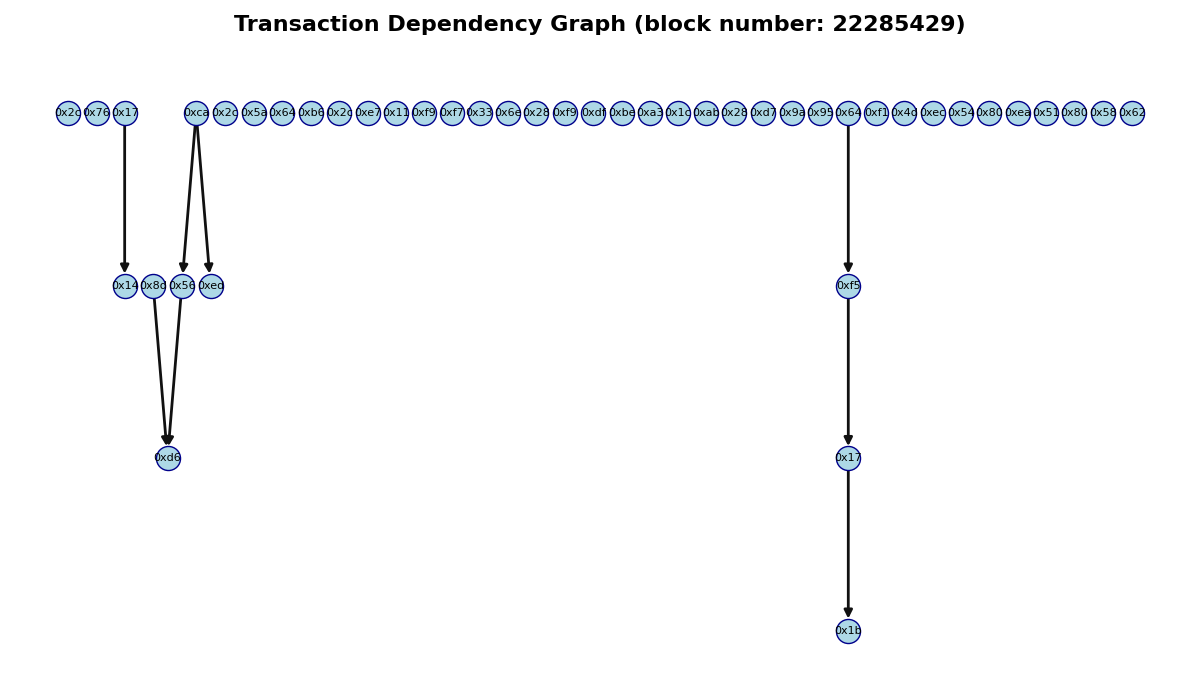 Transaction Dependency Graph (block number: 22285429)
0x2c 0x76 0x17 0xca 0x2c 0x5a 0x64 0xb6 0x2c 0xe7 0x11 0xf9 0xf7 0x33 0x6e 0x28 0xf9 0xdf 0xbe 0xa3 0x1c 0xab 0x28 0xd7 0x9a 0x95 0x64 0xf1 0x4d 0xec 0x54 0x80 0xea 0x51 0x80 0x58 0x62
0x14 0x8d 0x56 0xed 0xf5
0xd6 0x17
0x1b